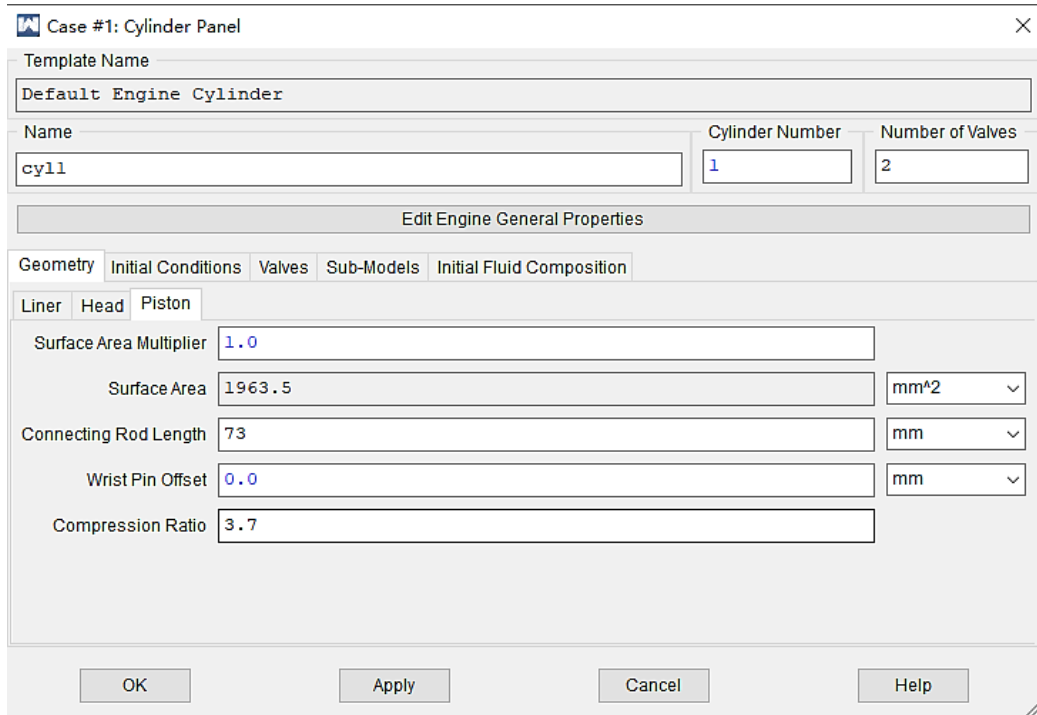 Case #1: Cylinder Panel
Template Name
Default Engine Cylinder
Name
Cylinder Number
Number of Valves
cyl1
1
2
Edit Engine General Properties
Geometry Initial Conditions Valves Sub-Models Initial Fluid Composition
Liner Head Piston
Surface Area Multiplier 1.0
Surface Area 1963.5 mm^2
Connecting Rod Length 73 mm
Wrist Pin Offset 0.0 mm
Compression Ratio 3.7
OK Apply Cancel Help